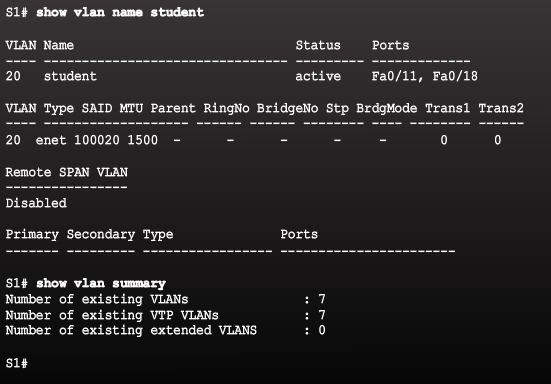 S1# show vlan name student
VLAN Name Status Ports
---- -------------------------------- --------- -------------
20 student active Fa0/11, Fa0/18
VLAN Type SAID MTU Parent RingNo BridgeNo Stp BrdgMode Trans1 Trans2
---- ------------------- ------ ------ -------- ---- -------- ------
20 enet 100020 1500 - - - - - 0 0
Remote SPAN VLAN
----------------
Disabled
Primary Secondary Type Ports
------- --------- ----------------- -----------------------
S1# show vlan summary
Number of existing VLANs : 7
Number of existing VTP VLANs : 7
Number of existing extended VLANS : 0
S1#